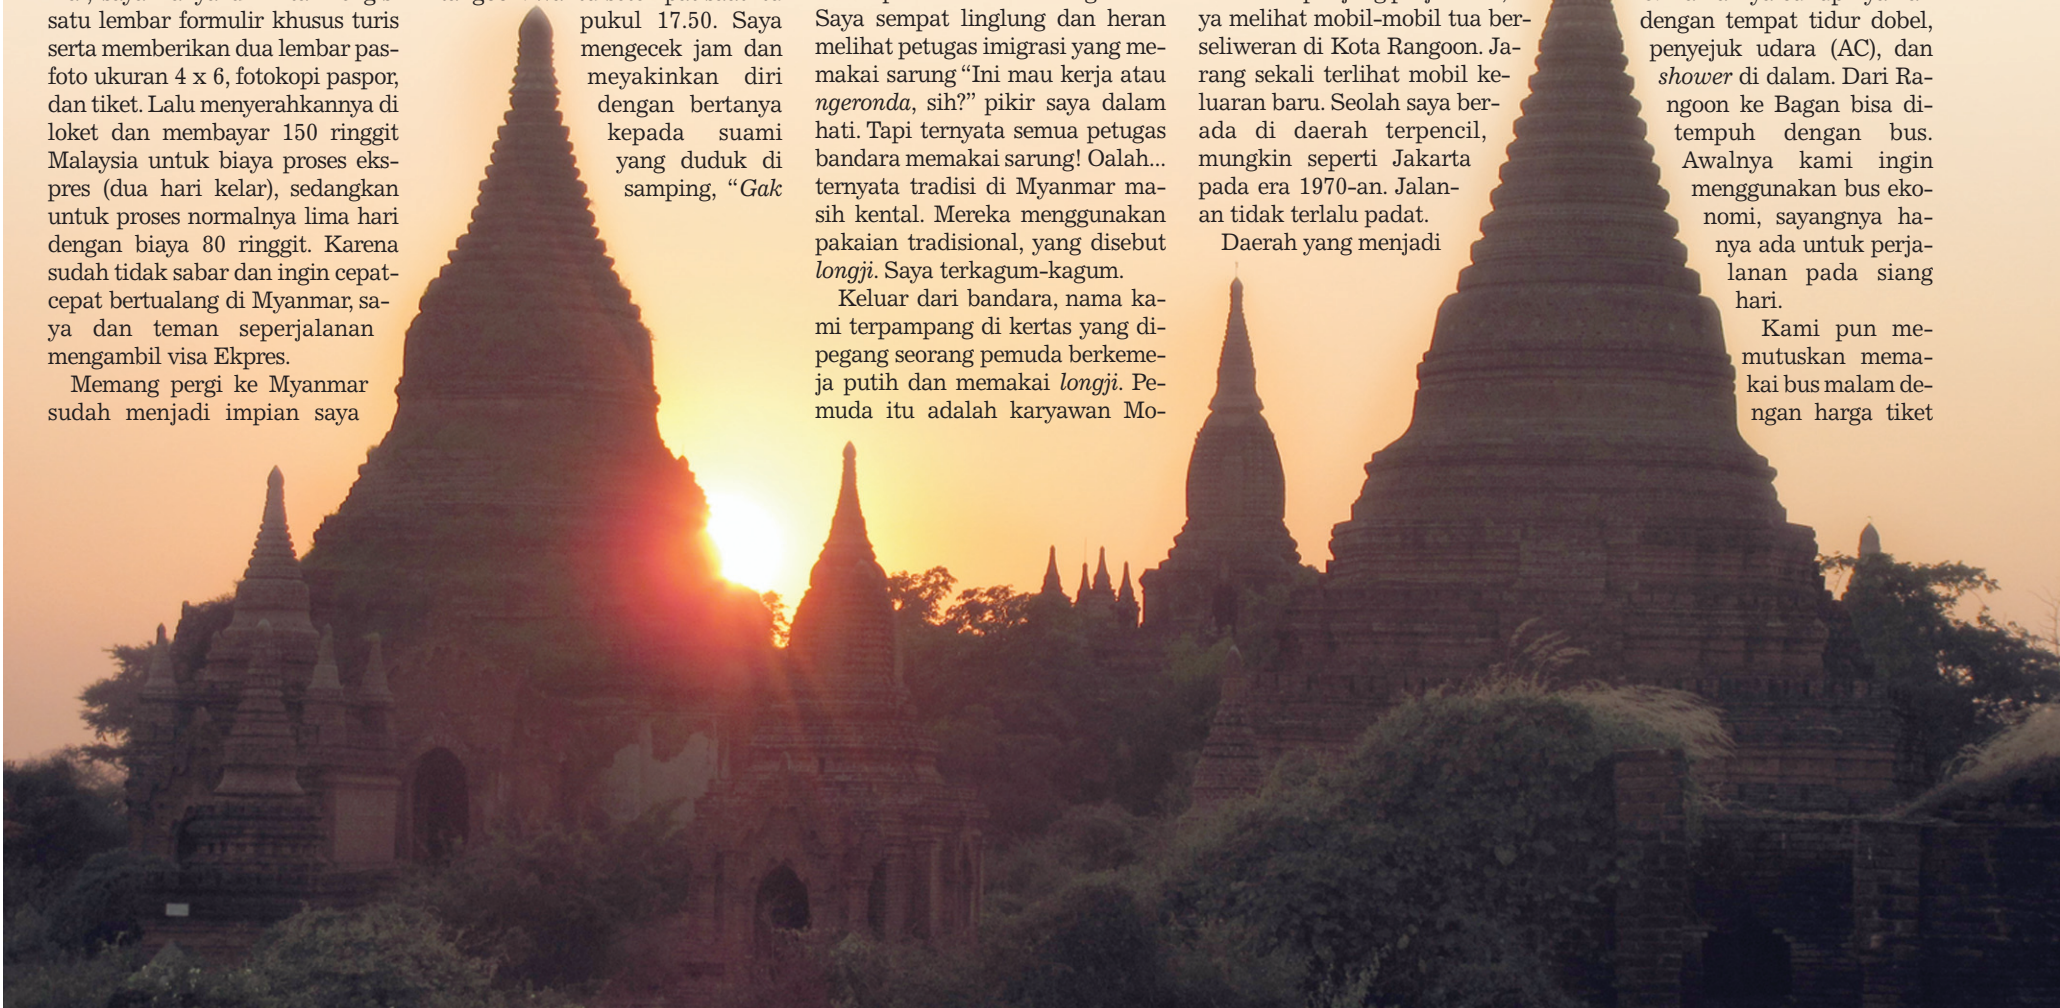 satu lembar formulir khusus turis
serta memberikan dua lembar pas-
foto ukuran 4 x 6, fotokopi paspor,
dan tiket. Lalu menyerahkannya di
loket dan membayar 150 ringgit
Malaysia untuk biaya proses eks-
pres (dua hari kelar), sedangkan
untuk proses normalnya lima hari
dengan biaya 80 ringgit. Karena
sudah tidak sabar dan ingin cepat-
cepat bertualang di Myanmar, sa-
ya dan teman seperjalanan
mengambil visa Ekpres.
Memang pergi ke Myanmar
sudah menjadi impian saya
pukul 17.50. Saya
mengecek jam dan
meyakinkan diri
dengan bertanya
kepada suami
yang duduk di
samping, “Gak
Saya sempat linglung dan heran
melihat petugas imigrasi yang me-
makai sarung “Ini mau kerja atau
ngeronda, sih?” pikir saya dalam
hati. Tapi ternyata semua petugas
bandara memakai sarung! Oalah...
ternyata tradisi di Myanmar ma-
sih kental. Mereka menggunakan
pakaian tradisional, yang disebut
longji. Saya terkagum-kagum.
Keluar dari bandara, nama ka-
mi terpampang di kertas yang di-
pegang seorang pemuda berkeme-
ja putih dan memakai longji. Pe-
muda itu adalah karyawan Mo-
ya melihat mobil-mobil tua ber-
seliweran di Kota Rangoon. Ja-
rang sekali terlihat mobil ke-
luaran baru. Seolah saya ber-
ada di daerah terpencil,
mungkin seperti Jakarta
pada era 1970-an. Jalan-
an tidak terlalu padat.
Daerah yang menjadi
dengan tempat tidur dobel,
penyejuk udara (AC), dan
shower di dalam. Dari Ra-
ngoon ke Bagan bisa di-
tempuh dengan bus.
Awalnya kami ingin
menggunakan bus eko-
nomi, sayangnya ha-
nya ada untuk perja-
lanan pada siang
hari.
Kami pun me-
mutuskan mema-
kai bus malam de-
ngan harga tiket